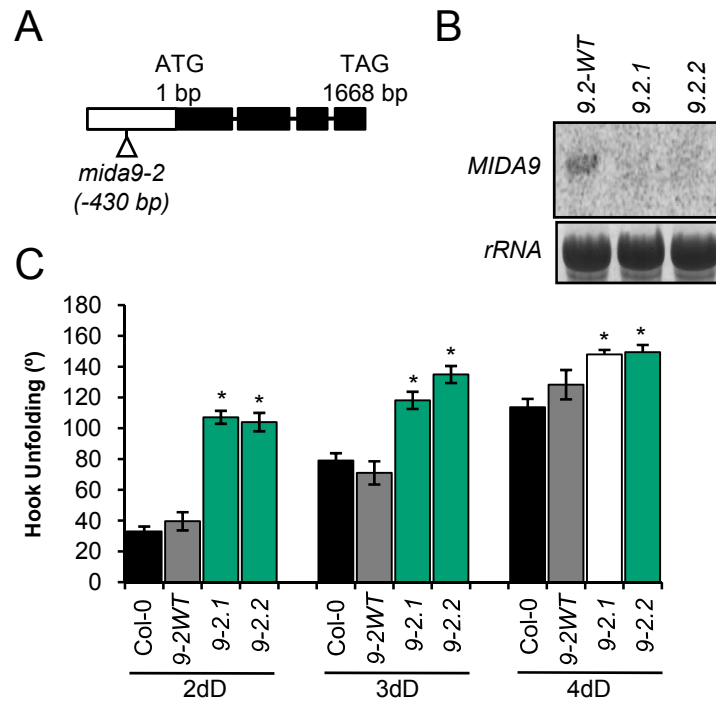 A
ATG
TAG
1 bp
1668 bp
mida9-2
(-430 bp)
B
9.2-WT
9.2.1
9.2.2
MIDA9
rRNA
C
Hook Unfolding (º)
180
160
140
120
100
80
60
40
20
0
* * * * * *
Col-0
9-2WT
9-2.1
9-2.2
Col-0
9-2WT
9-2.1
9-2.2
Col-0
9-2WT
9-2.1
9-2.2
2dD
3dD
4dD